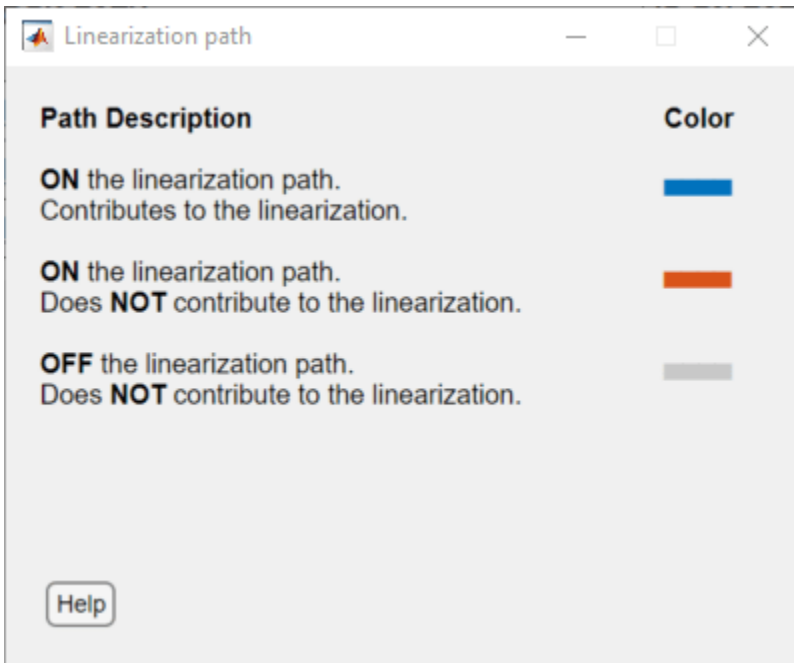 Linearization path
Path Description Color
ON the linearization path.
Contributes to the linearization.
ON the linearization path.
Does NOT contribute to the linearization.
OFF the linearization path.
Does NOT contribute to the linearization.
Help